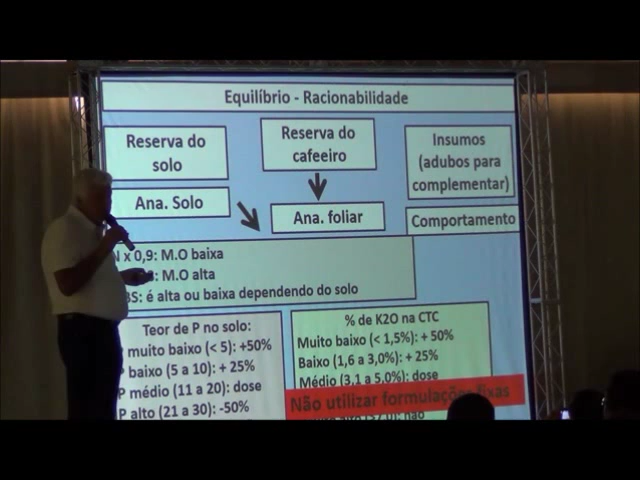 Equilíbrio - Racionabilidade
Reserva do
solo
Reserva do
cafeeiro
Insumos
(adubos para
complementar)
Ana. Solo
Ana. foliar
Comportamento
x 0,9: M.O baixa
: M.O alta
é alta ou baixa dependendo do solo
Teor de P no solo:
muito baixo (< 5): +50%
baixo (5 a 10): + 25%
P médio (11 a 20): dose
P alto (21 a 30): -50%
% de K2O na CTC
Muito baixo (< 1,5%): + 50%
Baixo (1,6 a 3,0%): + 25%
Médio (3,1 a 5,0%): dose
Não utilizar formulações fixas